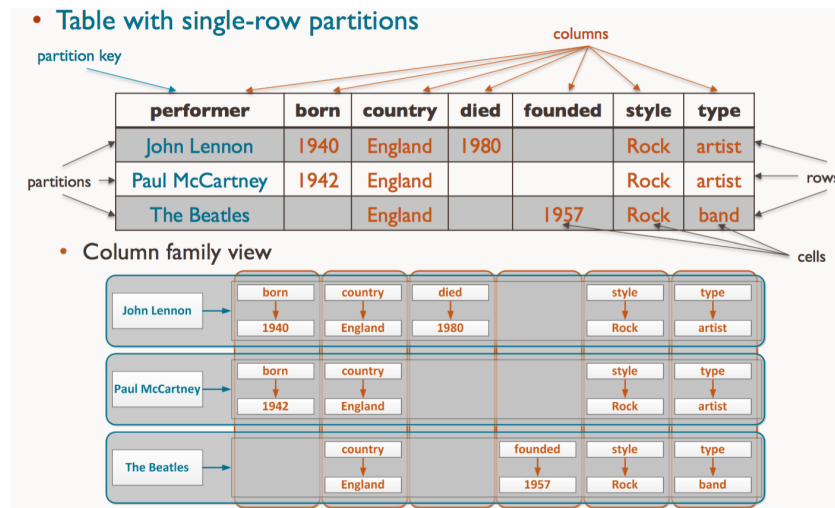 • Table with single-row partitions
columns
partition key
performer born country died founded style type
John Lennon 1940 England 1980 Rock artist
partitions Paul McCartney 1942 England Rock artist rows
The Beatles England 1957 Rock band
• Column family view
cells
born country died style type
John Lennon
1940 England 1980 Rock artist
born country style type
Paul McCartney
1942 England Rock artist
country founded style type
The Beatles
England 1957 Rock band